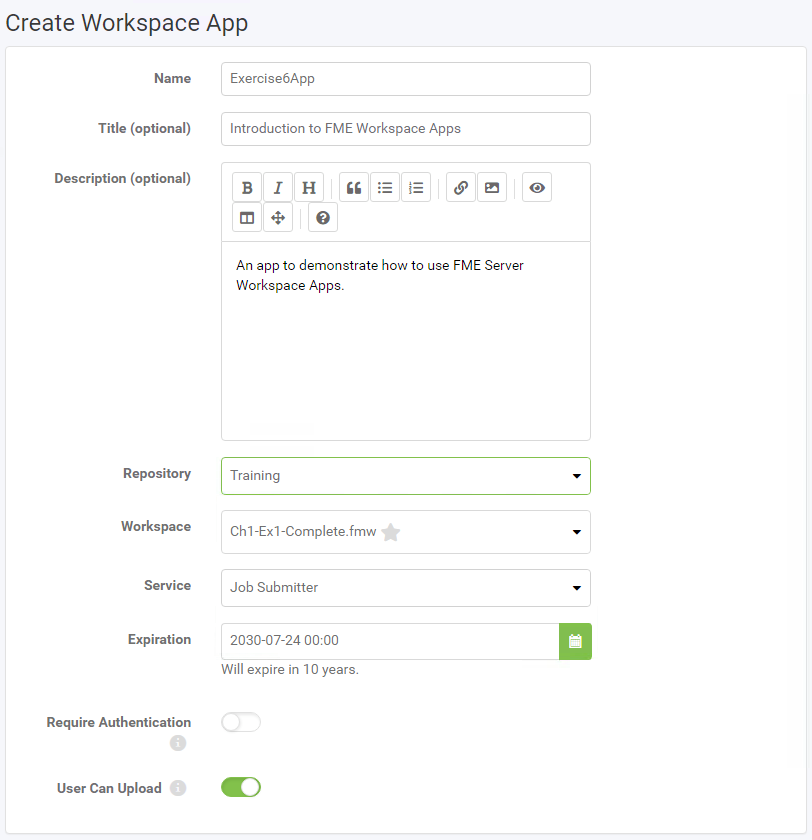 Create Workspace App
Name
Exercise6App
Title (optional)
Introduction to FME Workspace Apps
Description (optional)
B I H
An app to demonstrate how to use FME Server
Workspace Apps.
Repository
Training
Workspace
Ch1-Ex1-Complete.fmw
Service
Job Submitter
Expiration
2030-07-24 00:00
Will expire in 10 years.
Require Authentication
User Can Upload